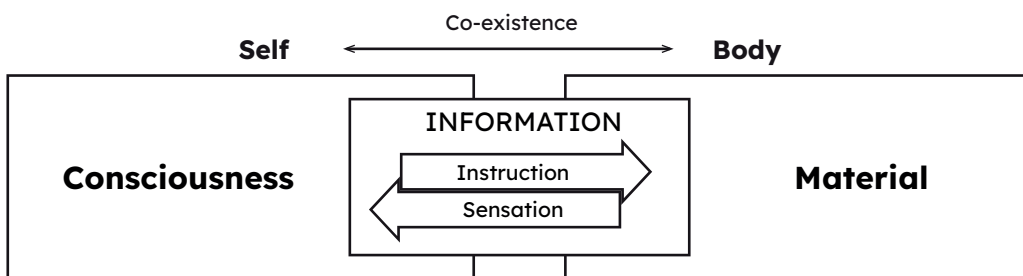 Co-existence
Self
Body
INFORMATION
Consciousness
Instruction
Material
Sensation